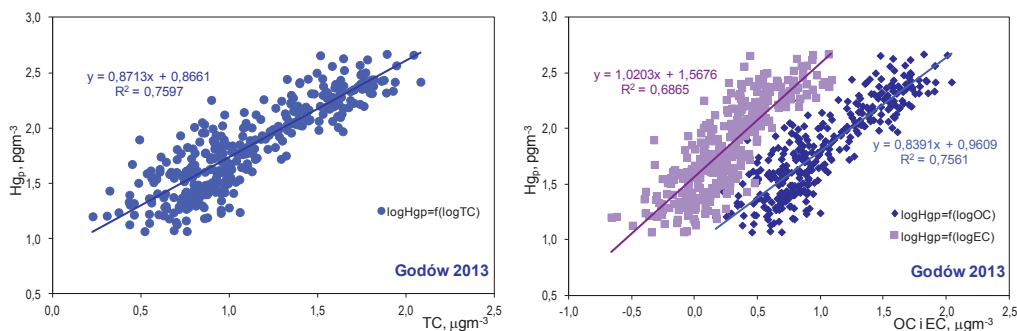 3,0
2,5
2,0
1,5
1,0
0,5
Hgp, pgm-3
y = 0,8713x + 0,8661
R² = 0,7597
logHgp=f(logTC)
Godów 2013
0,0
0,5
1,0
1,5
2,0
2,5
TC, µgm-3
3,0
2,5
2,0
1,5
1,0
0,5
Hgp, pgm-3
y = 1,0203x + 1,5676
R² = 0,6865
y = 0,8391x + 0,9609
R² = 0,7561
logHgp=f(logOC)
logHgp=f(logEC)
Godów 2013
-1,0
-0,5
0,0
0,5
1,0
1,5
2,0
2,5
OC i EC, µgm-3